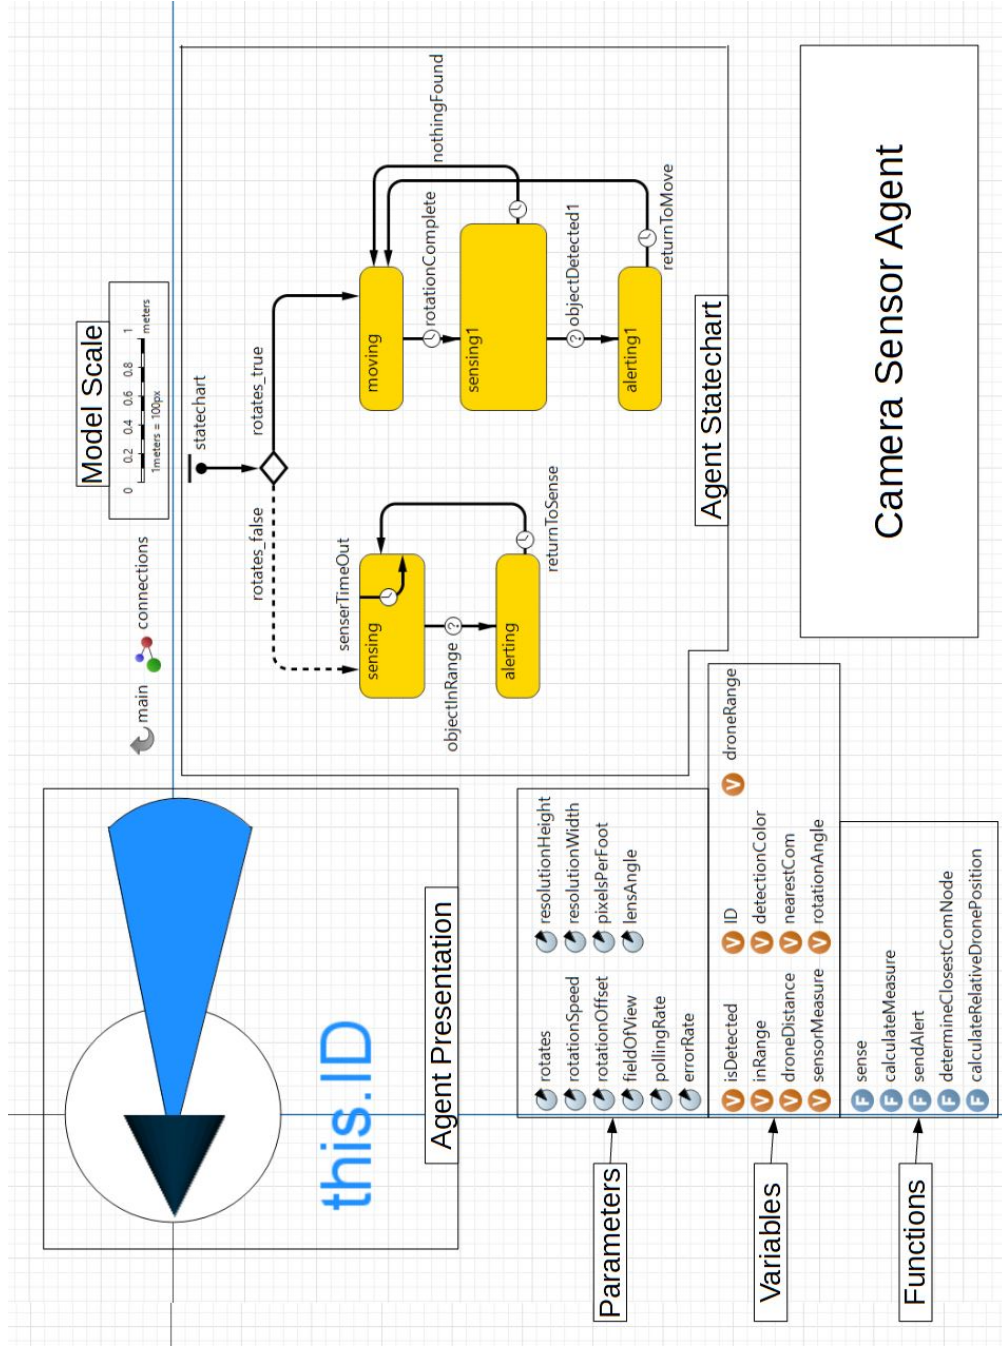 this.ID
Agent Presentation
main
connections
Model Scale
0 0.2 0.4 0.6 0.8 1
meters
1meters = 100px
statechart
rotates_false
rotates_true
senserTimeOut
sensing
objectInRange
alerting
returnToSense
moving
rotationComplete
nothingFound
sensing1
objectDetected1
alerting1
returnToMove
Agent Statechart
Parameters
rotates
rotationSpeed
rotationOffset
fieldOfView
pollingRate
errorRate
resolutionHeight
resolutionWidth
pixelsPerFoot
lensAngle
Variables
V isDetected
V inRange
V droneDistance
V sensorMeasure
V ID
V detectionColor
V nearestCom
V rotationAngle
V droneRange
Functions
F sense
F calculateMeasure
F sendAlert
F determineClosestComNode
F calculateRelativeDronePosition
Camera Sensor Agent